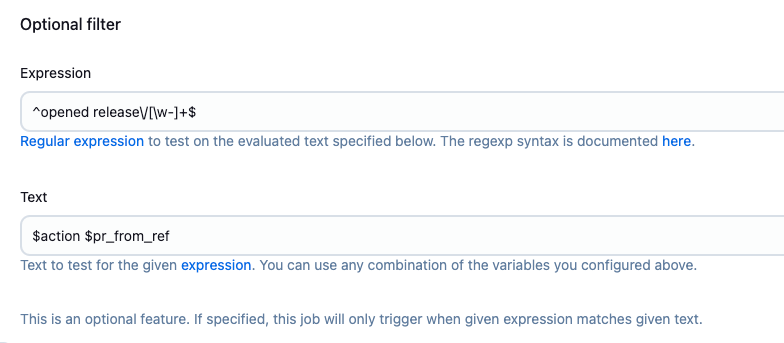 Optional filter
Expression
^opened release\/[\w-]+$
Regular expression to test on the evaluated text specified below. The regexp syntax is documented here.
Text
$action $pr_from_ref
Text to test for the given expression. You can use any combination of the variables you configured above.
This is an optional feature. If specified, this job will only trigger when given expression matches given text.